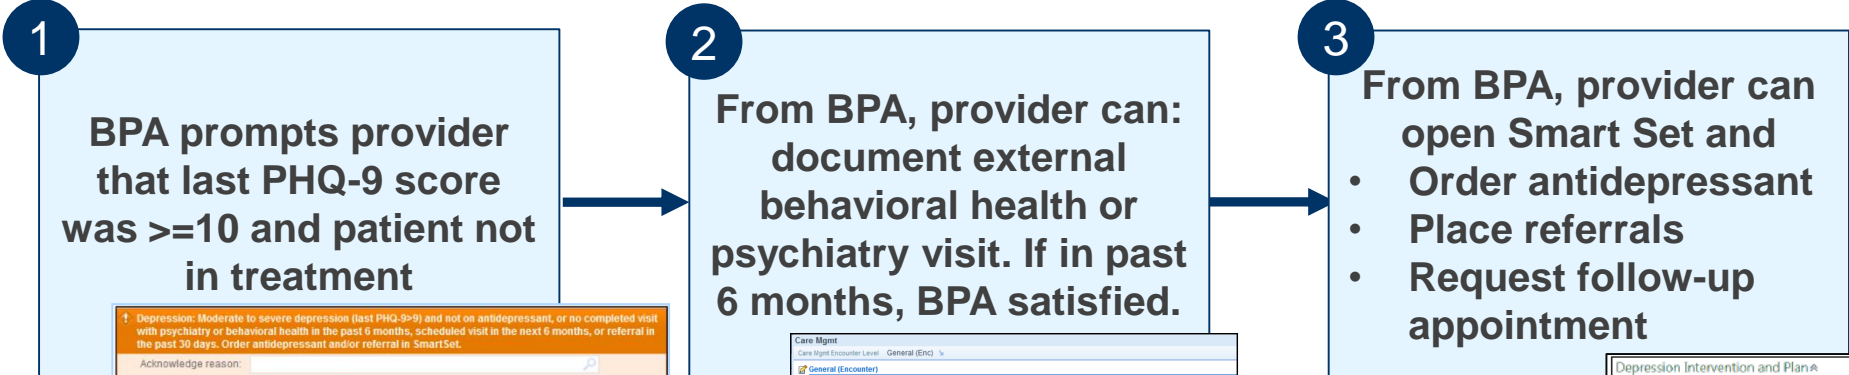 1
BPA prompts provider
that last PHQ-9 score
was >=10 and patient not
in treatment
Depression: Moderate to severe depression (last PHQ-9>9) and not on antidepressant, or no completed visit
with psychiatry or behavioral health in the past 6 months, scheduled visit in the next 6 months, or referral in
the past 30 days. Order antidepressant and/or referral in SmartSet.
Acknowledge reason:
2
From BPA, provider can:
document external
behavioral health or
psychiatry visit. If in past
6 months, BPA satisfied.
Care Mgmt
Care Mgmt Encounter Level General (Enc)
General (Encounter)
3
From BPA, provider can
open Smart Set and
• Order antidepressant
• Place referrals
• Request follow-up
appointment
Depression Intervention and Plan